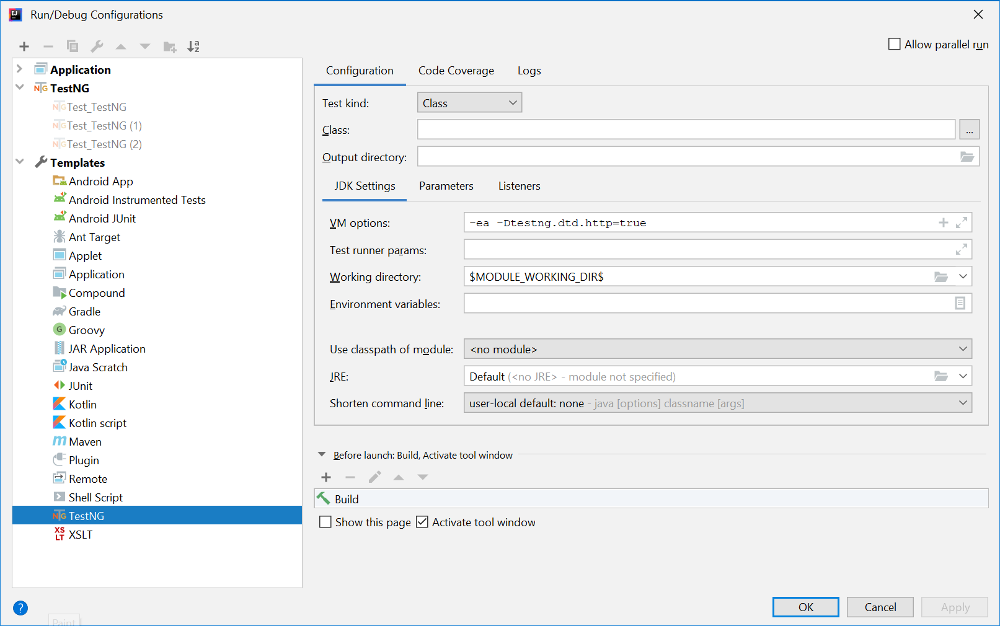 Run/Debug Configurations
Allow parallel run
Application
TestNG
Test_TestNG
Test_TestNG (1)
Test_TestNG (2)
Templates
Android App
Android Instrumented Tests
Android JUnit
Ant Target
Applet
Application
Compound
Gradle
Groovy
JAR Application
Java Scratch
JUnit
Kotlin
Kotlin script
Maven
Plugin
Remote
Shell Script
TestNG
XSLT
Configuration Code Coverage Logs
Test kind: Class
Class: ...
Output directory:
JDK Settings Parameters Listeners
VM options: -ea -Dtestng.dtd.http=true
Test runner params:
Working directory: $MODULE_WORKING_DIR$
Environment variables:
Use classpath of module: <no module>
JRE: Default (<no JRE> - module not specified)
Shorten command line: user-local default: none - java [options] classname [args]
Before launch: Build, Activate tool window
Build
Show this page Activate tool window
? OK Cancel Apply
Paint